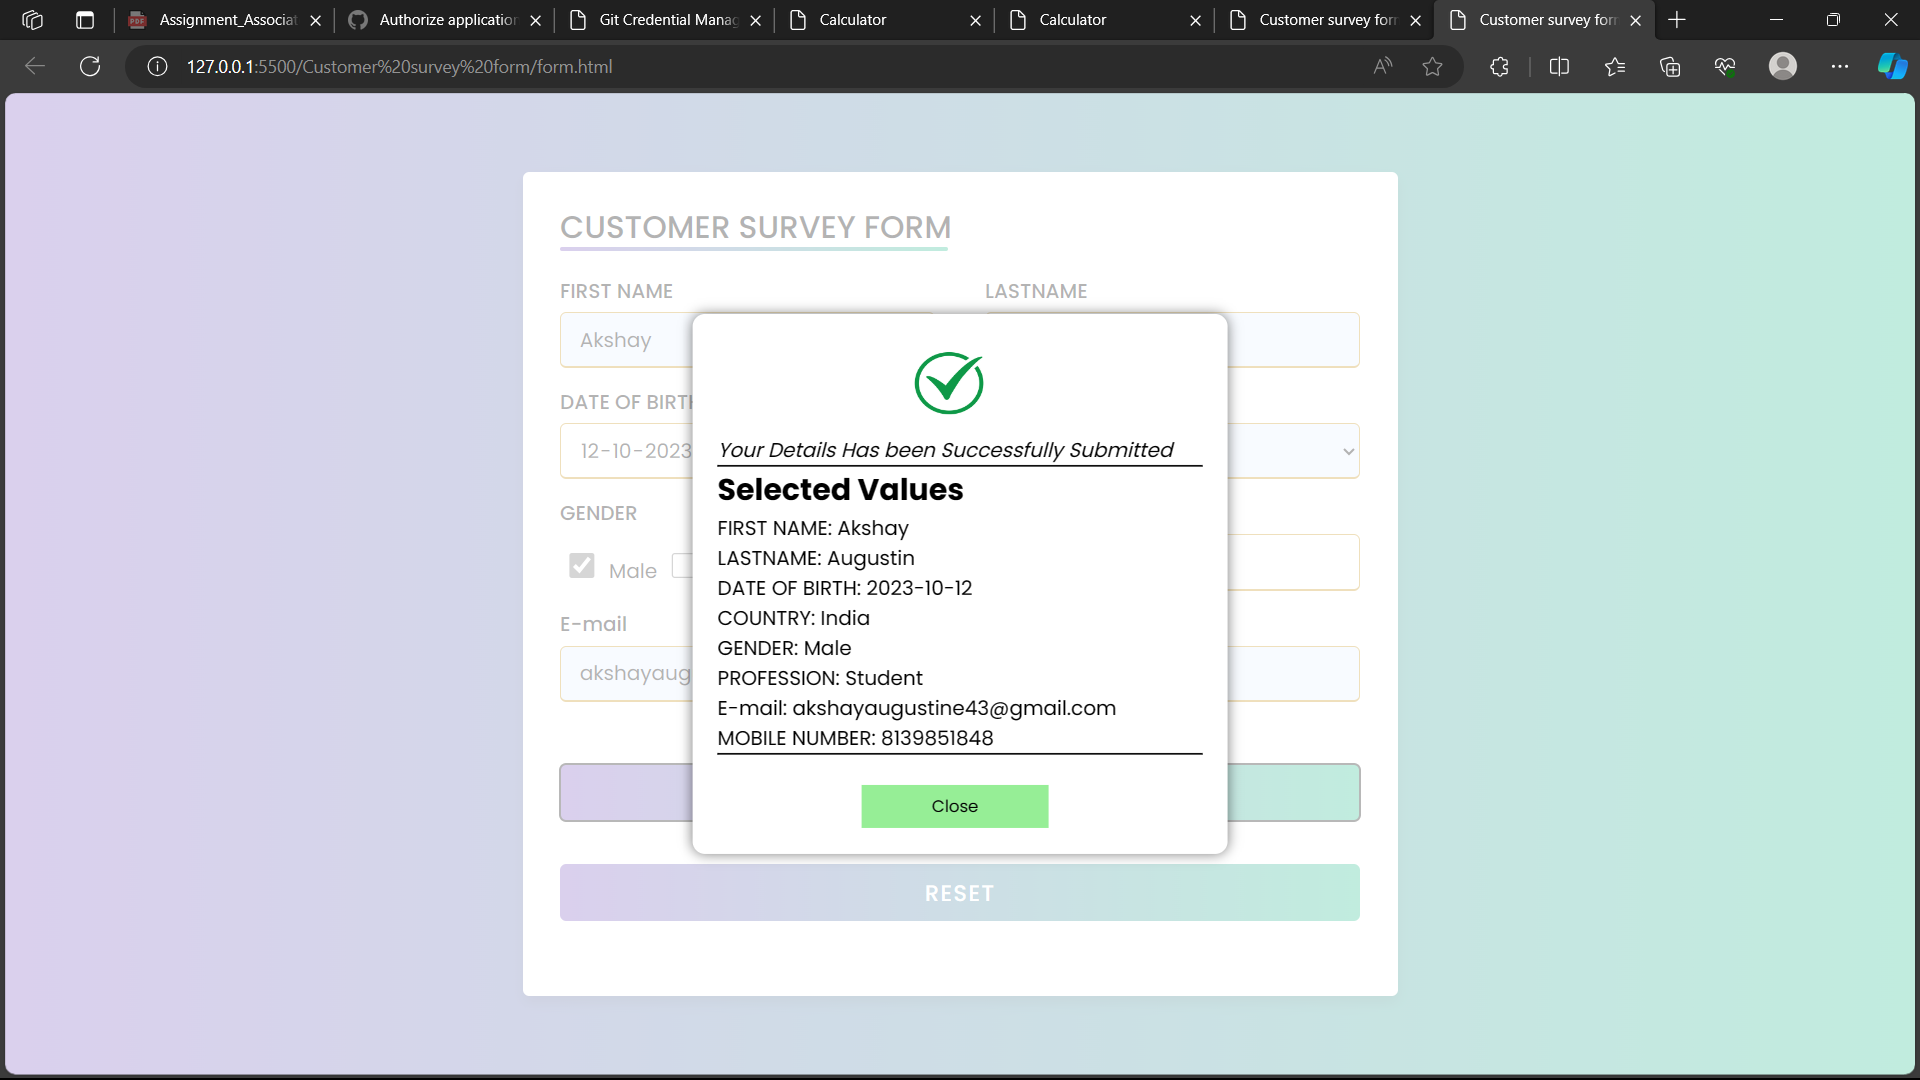 Assignment_Associat
Authorize application
Git Credential Manag
Calculator
Calculator
Customer survey form
Customer survey form
127.0.0.1:5500/Customer%20survey%20form/form.html
CUSTOMER SURVEY FORM
FIRST NAME
LASTNAME
Akshay
DATE OF BIRTH
12-10-2023
GENDER
Male
E-mail
akshayaug
Your Details Has been Successfully Submitted
Selected Values
FIRST NAME: Akshay
LASTNAME: Augustin
DATE OF BIRTH: 2023-10-12
COUNTRY: India
GENDER: Male
PROFESSION: Student
E-mail: akshayaugustine43@gmail.com
MOBILE NUMBER: 8139851848
Close
RESET